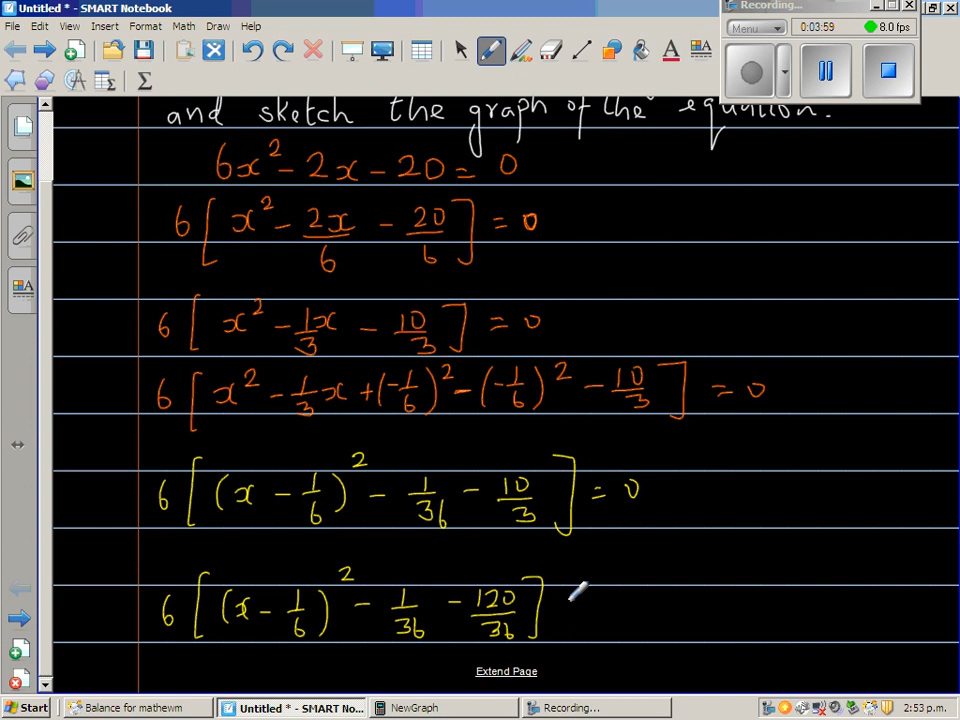 Untitled * - SMART Notebook
Recording...
File Edit View Insert Format Math Draw Help
Menu 0:03:59 8.0 fps
and sketch the graph of the equation.
6x² - 2x - 20 = 0
6[x² - 2x/6 - 20/6] = 0
6[x² - 1/3x - 10/3] = 0
6[x² - 1/3x + (-1/6)² - (-1/6)² - 10/3] = 0
6[(x - 1/6)² - 1/36 - 10/3] = 0
6[(x - 1/6)² - 1/36 - 120/36]
Extend Page
Start Balance for mathewm Untitled * - SMART No... NewGraph Recording... 2:53 p.m.